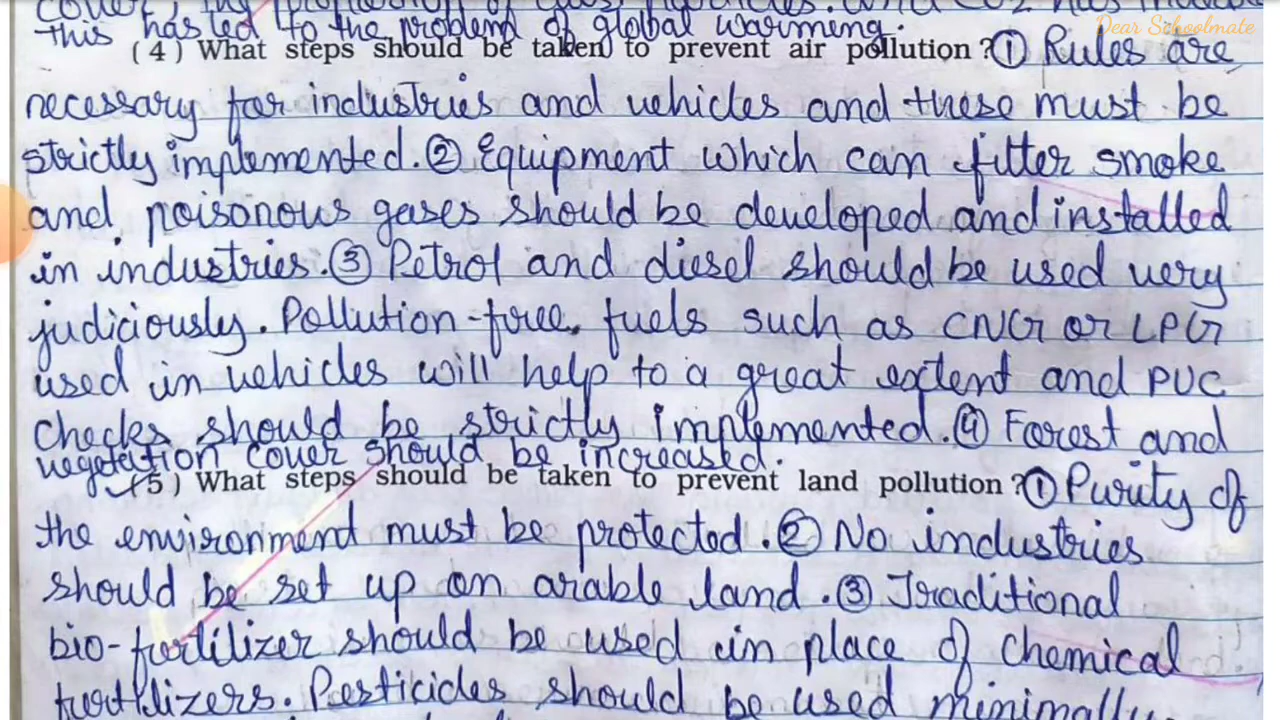 Dear Schoolmate
this has led to the problem of global warmeng.
( 4 ) What steps should be taken to prevent air pollution ? ① Rules are
necessary for industries and vehicles and these must be
strictly implemented. ② Equipment which can filter smoke
and poisonous gases should be developed and installed
in industries. ③ Petrol and diesel should be used very
judiciously. Pollution-free fuels such as CNG or LPG
used in vehicles will help to a great extent and PUC
checks should be strictly implemented. ④ Forest and
vegetation cover should be increased.
( 5 ) What steps should be taken to prevent land pollution ? ① Purity of
the environment must be protected. ② No industries
should be set up on arable land. ③ Traditional
bio-fertilizer should be used in place of chemical
fertilizers. Pesticides should be used minimally.